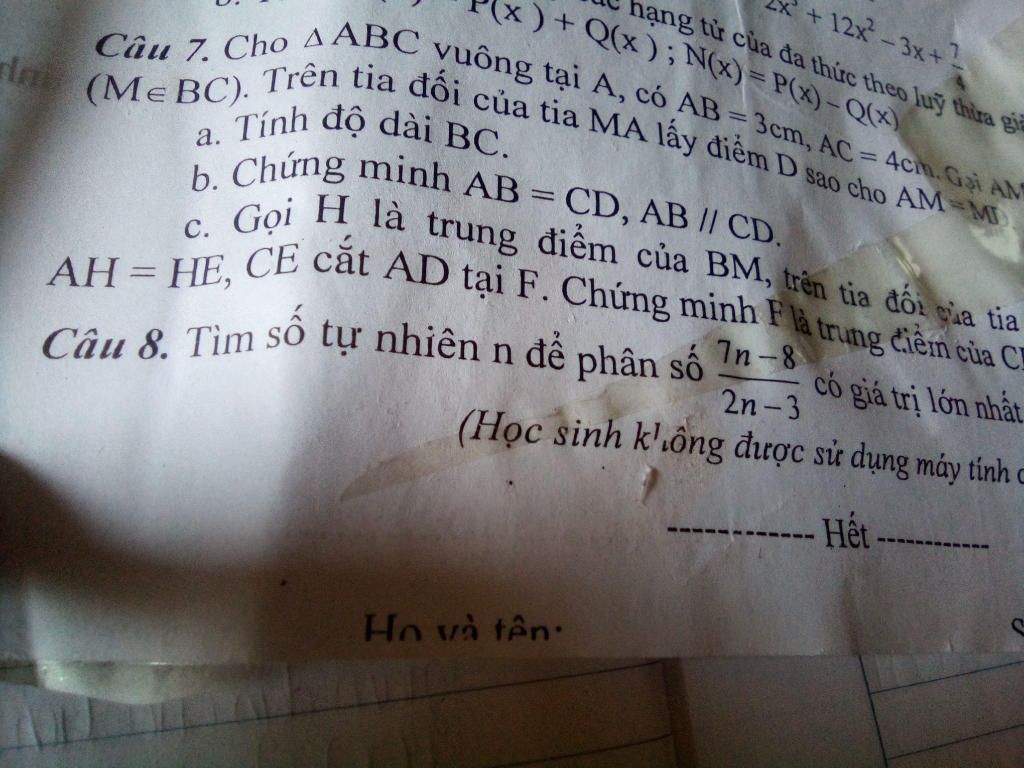 2x³ + 12x² − 3x + 7/4
các hạng tử của đa thức theo luỹ thừa
P(x) + Q(x); N(x) = P(x) − Q(x)
Câu 7. Cho Δ ABC vuông tại A, có AB = 3cm, AC = 4cm. Gọi AM
(M∈BC). Trên tia đối của tia MA lấy điểm D sao cho AM = MD
a. Tính độ dài BC.
b. Chứng minh AB = CD, AB // CD.
c. Gọi H là trung điểm của BM, trên tia đối của tia
AH = HE, CE cắt AD tại F. Chứng minh F là trung điểm của
Câu 8. Tìm số tự nhiên n để phân số (7n − 8)/(2n − 3) có giá trị lớn nhất
(Học sinh không được sử dụng máy tính
------------ Hết ------------
Họ và tên: